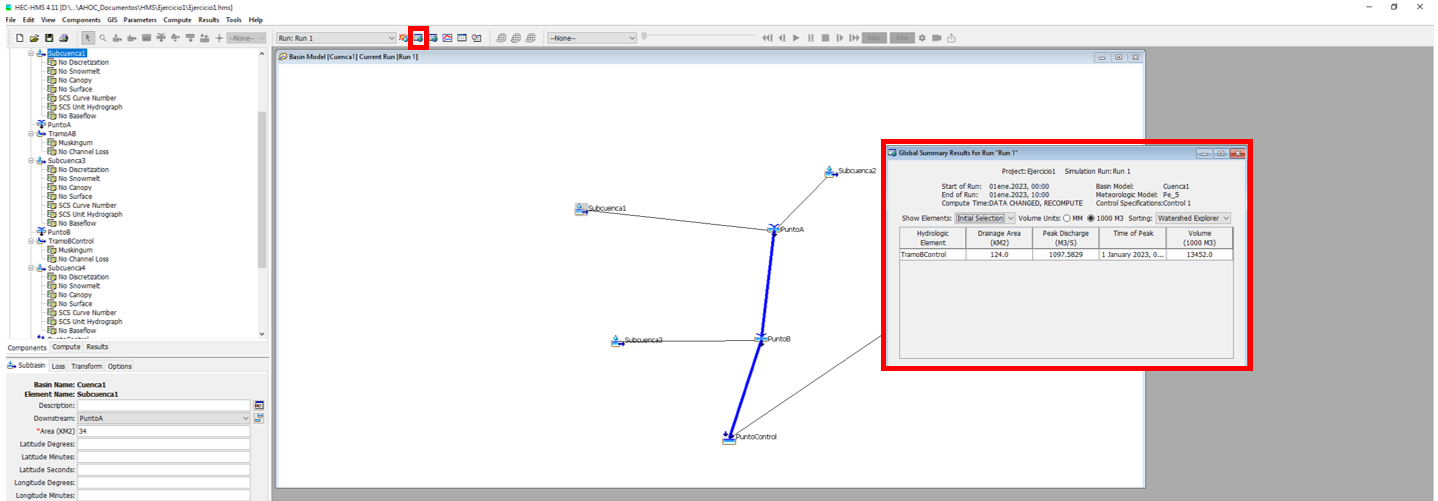 HEC-HMS 4.11 [D:\...\AHOC_Documentos\HMS\Ejercicio1\Ejercicio1.hms]
File Edit View Components GIS Parameters Compute Results Tools Help
--None--
Run: Run 1
--None--
Subcuenca1
No Discretization
No Snowmelt
No Canopy
No Surface
SCS Curve Number
SCS Unit Hydrograph
No Baseflow
PuntoA
TramoAB
Muskingum
No Channel Loss
Subcuenca3
No Discretization
No Snowmelt
No Canopy
No Surface
SCS Curve Number
SCS Unit Hydrograph
No Baseflow
PuntoB
TramoBControl
Muskingum
No Channel Loss
Subcuenca4
No Discretization
No Snowmelt
No Canopy
No Surface
SCS Curve Number
SCS Unit Hydrograph
No Baseflow
Components Compute Results
Subbasin Loss Transform Options
Basin Name: Cuenca1
Element Name: Subcuenca1
Description:
Downstream: PuntoA
*Area (KM2) 34
Latitude Degrees:
Latitude Minutes:
Latitude Seconds:
Longitude Degrees:
Longitude Minutes:
Basin Model [Cuenca1] Current Run [Run 1]
Subcuenca2
Subcuenca1
PuntoA
Subcuenca3
PuntoB
PuntoControl
Global Summary Results for Run "Run 1"
Project: Ejercicio1 Simulation Run: Run 1
Start of Run: 01ene.2023, 00:00 Basin Model: Cuenca1
End of Run: 01ene.2023, 10:00 Meteorologic Model: Pe_5
Compute Time:DATA CHANGED, RECOMPUTE Control Specifications:Control 1
Show Elements: Initial Selection Volume Units: MM 1000 M3 Sorting: Watershed Explorer
Hydrologic Element Drainage Area (KM2) Peak Discharge (M3/S) Time of Peak Volume (1000 M3)
TramoBControl 124.0 1097.5829 1 January 2023, 0... 13452.0